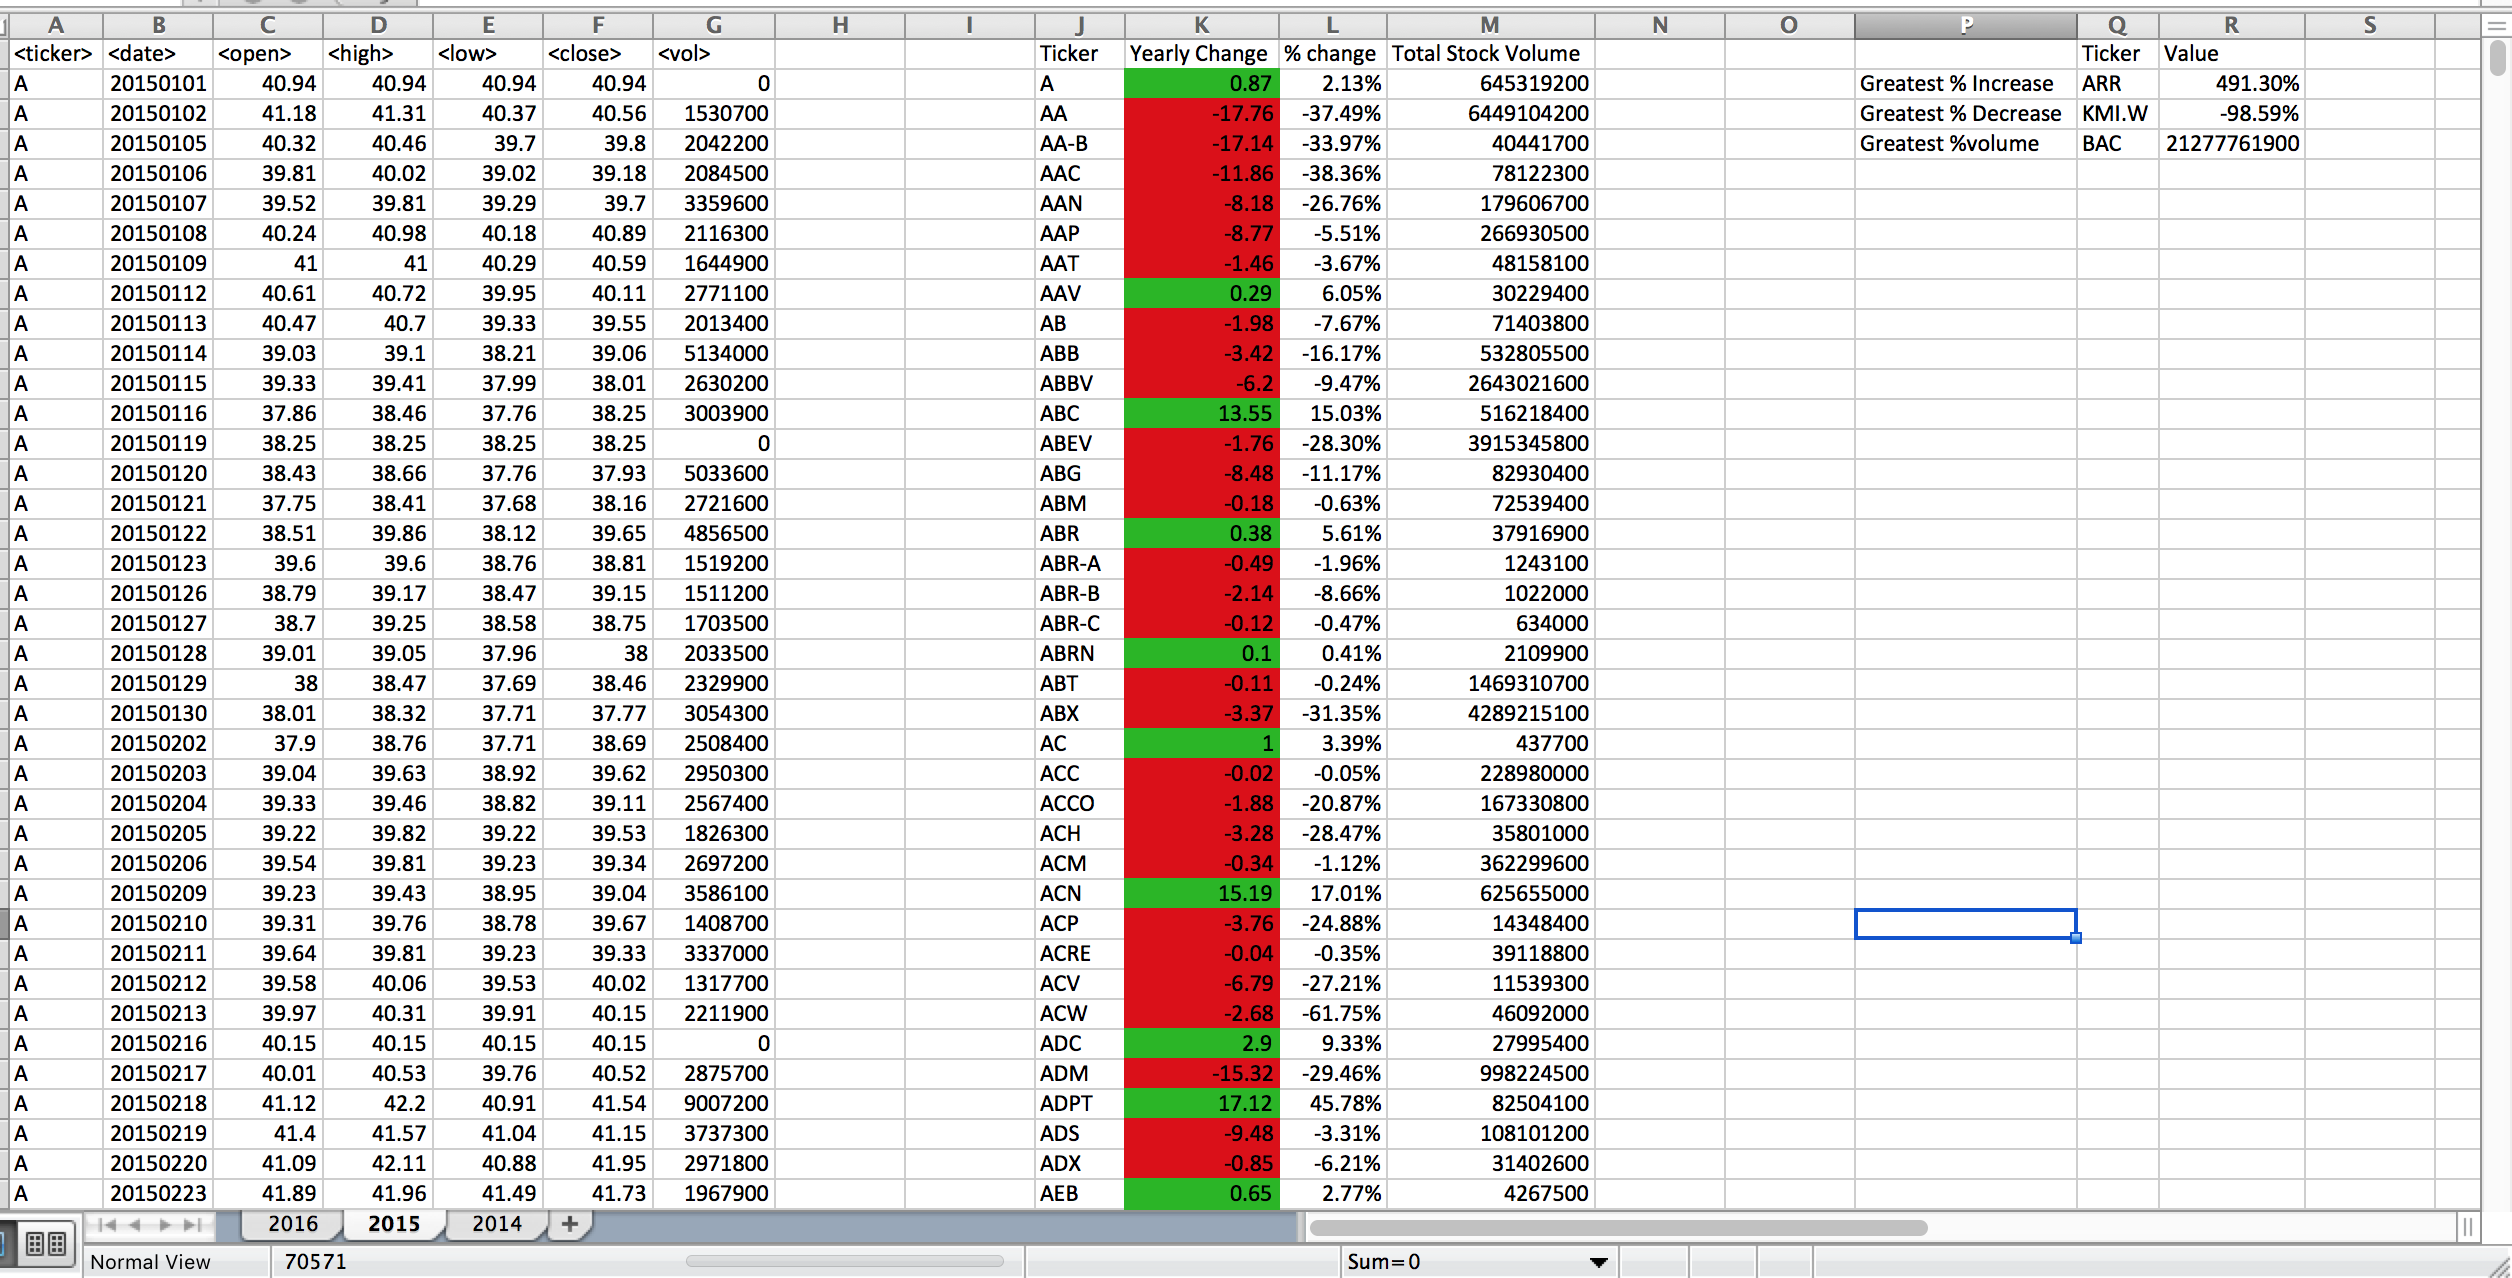 A B C D E F G H I J K L M N O P Q R S
<ticker> <date> <open> <high> <low> <close> <vol> Ticker Yearly Change % change Total Stock Volume Ticker Value
A 20150101 40.94 40.94 40.94 40.94 0 A 0.87 2.13% 645319200 Greatest % Increase ARR 491.30%
A 20150102 41.18 41.31 40.37 40.56 1530700 AA -17.76 -37.49% 6449104200 Greatest % Decrease KMI.W -98.59%
A 20150105 40.32 40.46 39.7 39.8 2042200 AA-B -17.14 -33.97% 40441700 Greatest %volume BAC 21277761900
A 20150106 39.81 40.02 39.02 39.18 2084500 AAC -11.86 -38.36% 78122300
A 20150107 39.52 39.81 39.29 39.7 3359600 AAN -8.18 -26.76% 179606700
A 20150108 40.24 40.98 40.18 40.89 2116300 AAP -8.77 -5.51% 266930500
A 20150109 41 41 40.29 40.59 1644900 AAT -1.46 -3.67% 48158100
A 20150112 40.61 40.72 39.95 40.11 2771100 AAV 0.29 6.05% 30229400
A 20150113 40.47 40.7 39.33 39.55 2013400 AB -1.98 -7.67% 71403800
A 20150114 39.03 39.1 38.21 39.06 5134000 ABB -3.42 -16.17% 532805500
A 20150115 39.33 39.41 37.99 38.01 2630200 ABBV -6.2 -9.47% 2643021600
A 20150116 37.86 38.46 37.76 38.25 3003900 ABC 13.55 15.03% 516218400
A 20150119 38.25 38.25 38.25 38.25 0 ABEV -1.76 -28.30% 3915345800
A 20150120 38.43 38.66 37.76 37.93 5033600 ABG -8.48 -11.17% 82930400
A 20150121 37.75 38.41 37.68 38.16 2721600 ABM -0.18 -0.63% 72539400
A 20150122 38.51 39.86 38.12 39.65 4856500 ABR 0.38 5.61% 37916900
A 20150123 39.6 39.6 38.76 38.81 1519200 ABR-A -0.49 -1.96% 1243100
A 20150126 38.79 39.17 38.47 39.15 1511200 ABR-B -2.14 -8.66% 1022000
A 20150127 38.7 39.25 38.58 38.75 1703500 ABR-C -0.12 -0.47% 634000
A 20150128 39.01 39.05 37.96 38 2033500 ABRN 0.1 0.41% 2109900
A 20150129 38 38.47 37.69 38.46 2329900 ABT -0.11 -0.24% 1469310700
A 20150130 38.01 38.32 37.71 37.77 3054300 ABX -3.37 -31.35% 4289215100
A 20150202 37.9 38.76 37.71 38.69 2508400 AC 1 3.39% 437700
A 20150203 39.04 39.63 38.92 39.62 2950300 ACC -0.02 -0.05% 228980000
A 20150204 39.33 39.46 38.82 39.11 2567400 ACCO -1.88 -20.87% 167330800
A 20150205 39.22 39.82 39.22 39.53 1826300 ACH -3.28 -28.47% 35801000
A 20150206 39.54 39.81 39.23 39.34 2697200 ACM -0.34 -1.12% 362299600
A 20150209 39.23 39.43 38.95 39.04 3586100 ACN 15.19 17.01% 625655000
A 20150210 39.31 39.76 38.78 39.67 1408700 ACP -3.76 -24.88% 14348400
A 20150211 39.64 39.81 39.23 39.33 3337000 ACRE -0.04 -0.35% 39118800
A 20150212 39.58 40.06 39.53 40.02 1317700 ACV -6.79 -27.21% 11539300
A 20150213 39.97 40.31 39.91 40.15 2211900 ACW -2.68 -61.75% 46092000
A 20150216 40.15 40.15 40.15 40.15 0 ADC 2.9 9.33% 27995400
A 20150217 40.01 40.53 39.76 40.52 2875700 ADM -15.32 -29.46% 998224500
A 20150218 41.12 42.2 40.91 41.54 9007200 ADPT 17.12 45.78% 82504100
A 20150219 41.4 41.57 41.04 41.15 3737300 ADS -9.48 -3.31% 108101200
A 20150220 41.09 42.11 40.88 41.95 2971800 ADX -0.85 -6.21% 31402600
A 20150223 41.89 41.96 41.49 41.73 1967900 AEB 0.65 2.77% 4267500
2016 2015 2014 +
Normal View 70571 Sum=0